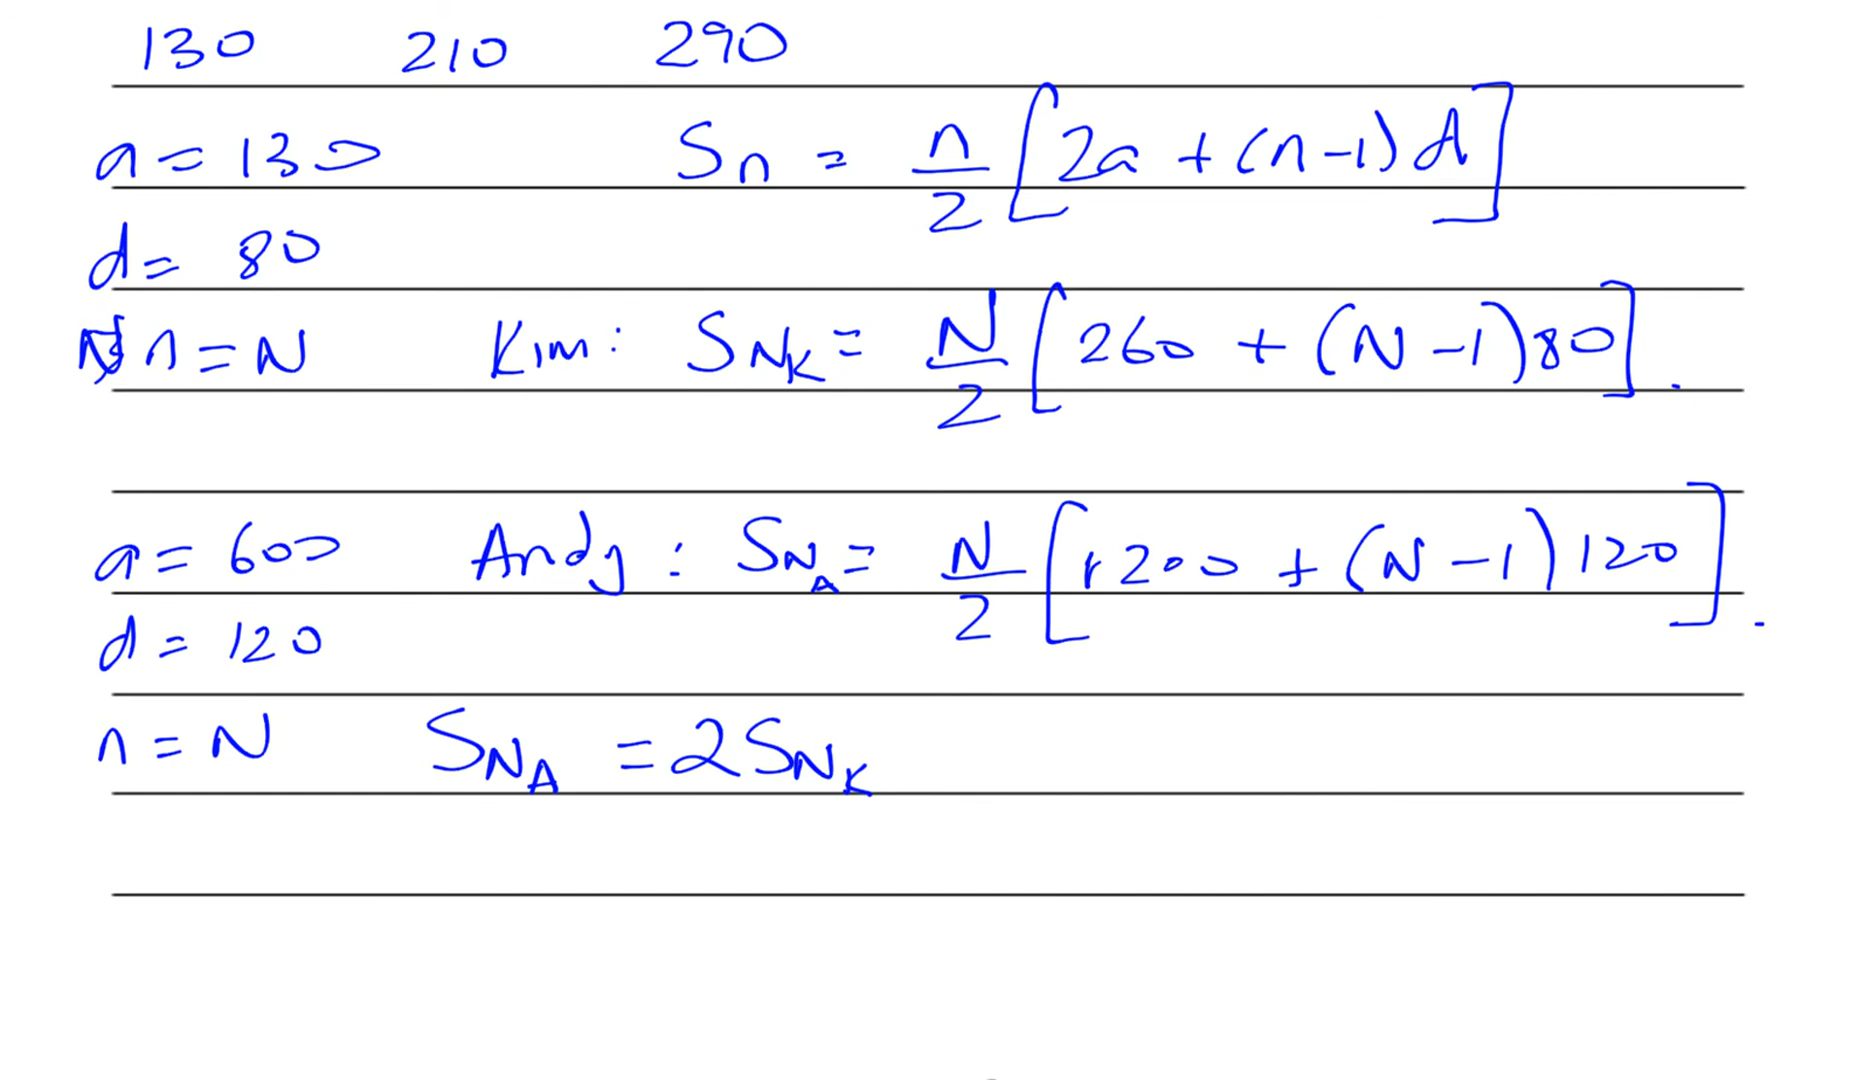 130 210 290
a = 130 Sn = n/2 [2a + (n-1)d]
d = 80
n = N Kim: SNK = N/2 [260 + (N-1)80].
a = 600 Andy: SNA = N/2 [1200 + (N-1)120].
d = 120
n = N SNA = 2SNK